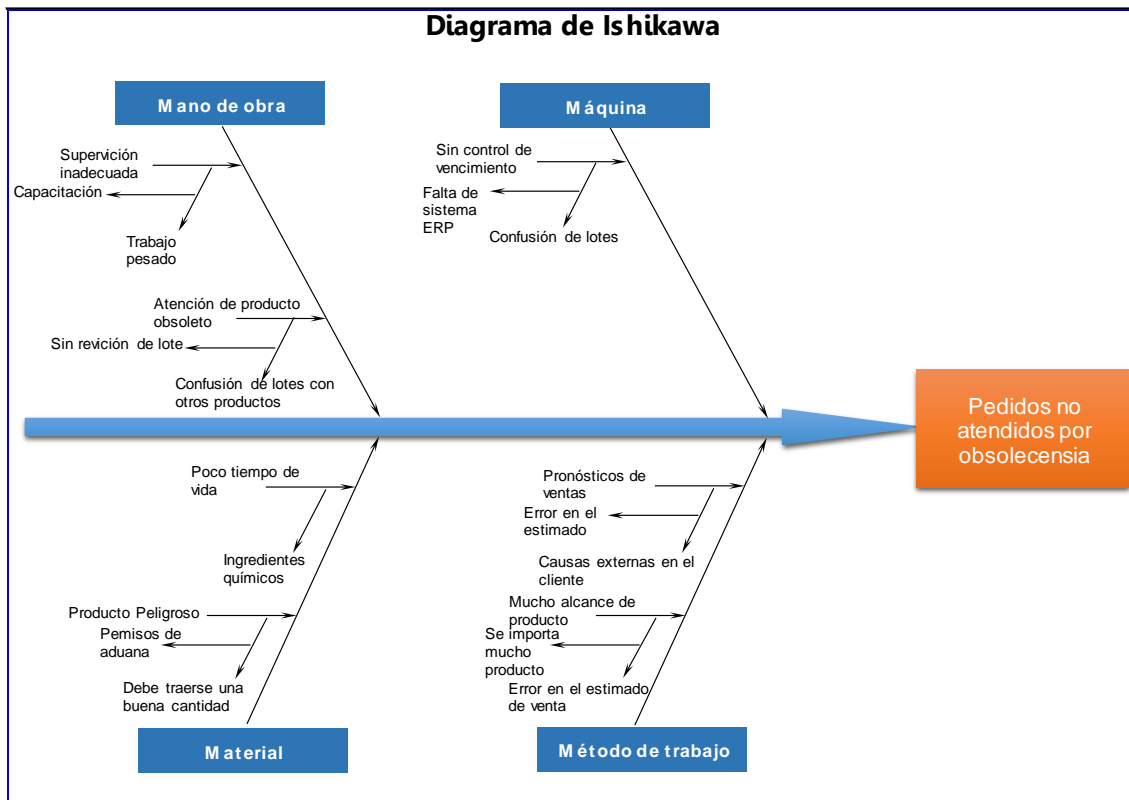 Diagrama de Ishikawa
Mano de obra
Máquina
Supervición
inadecuada
Capacitación
Trabajo
pesado
Atención de producto
obsoleto
Sin revición de lote
Confusión de lotes con
otros productos
Sin control de
vencimiento
Falta de
sistema
ERP
Confusión de lotes
Pedidos no
atendidos por
obsolecensia
Poco tiempo de
vida
Ingredientes
químicos
Producto Peligroso
Pemisos de
aduana
Debe traerse una
buena cantidad
Pronósticos de
ventas
Error en el
estimado
Causas externas en el
cliente
Mucho alcance de
producto
Se importa
mucho
producto
Error en el estimado
de venta
Material
Método de trabajo